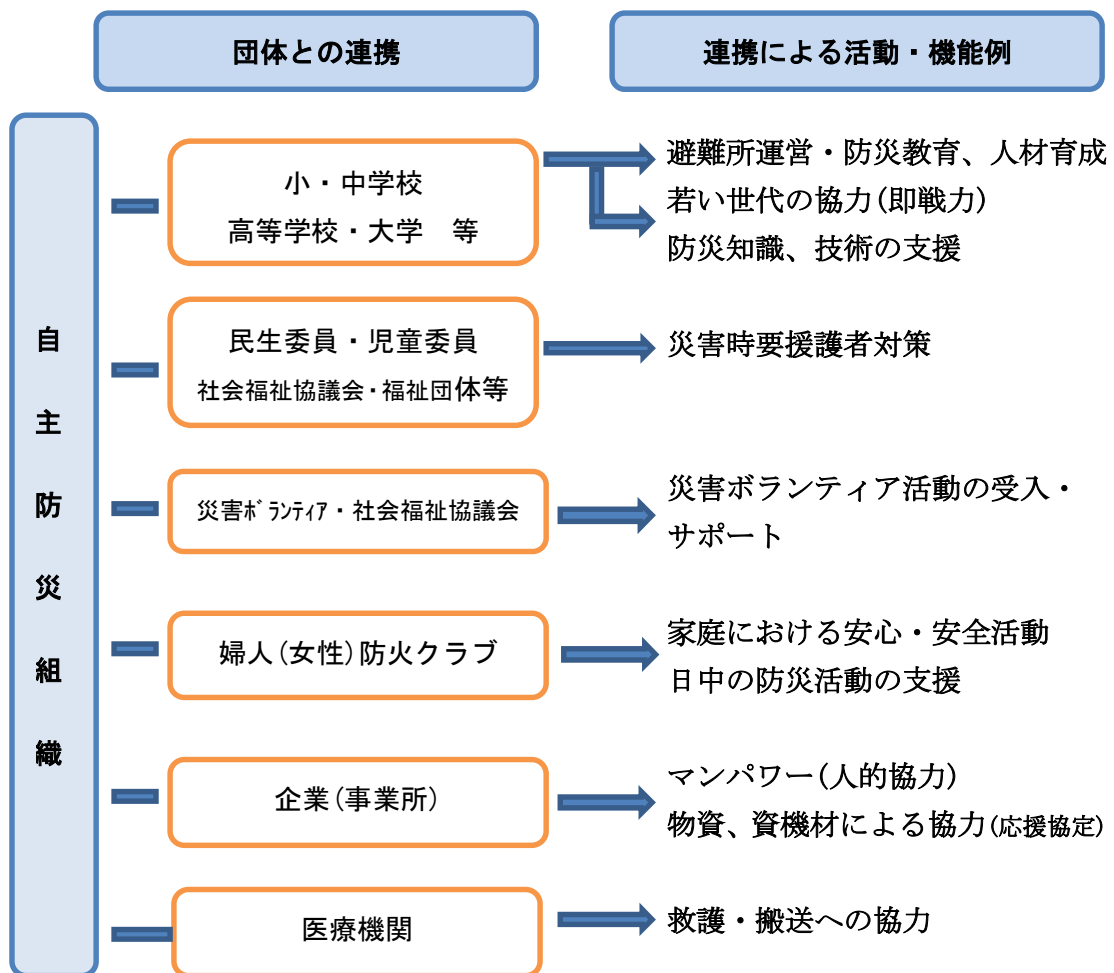 団体との連携
連携による活動・機能例
自主防災組織
小・中学校
高等学校・大学　等
避難所運営・防災教育、人材育成
若い世代の協力(即戦力)
防災知識、技術の支援
民生委員・児童委員
社会福祉協議会・福祉団体等
災害時要援護者対策
災害ﾎﾞﾗﾝﾃｨｱ・社会福祉協議会
災害ボランティア活動の受入・
サポート
婦人(女性)防火クラブ
家庭における安心・安全活動
日中の防災活動の支援
企業(事業所)
マンパワー(人的協力)
物資、資機材による協力(応援協定)
医療機関
救護・搬送への協力